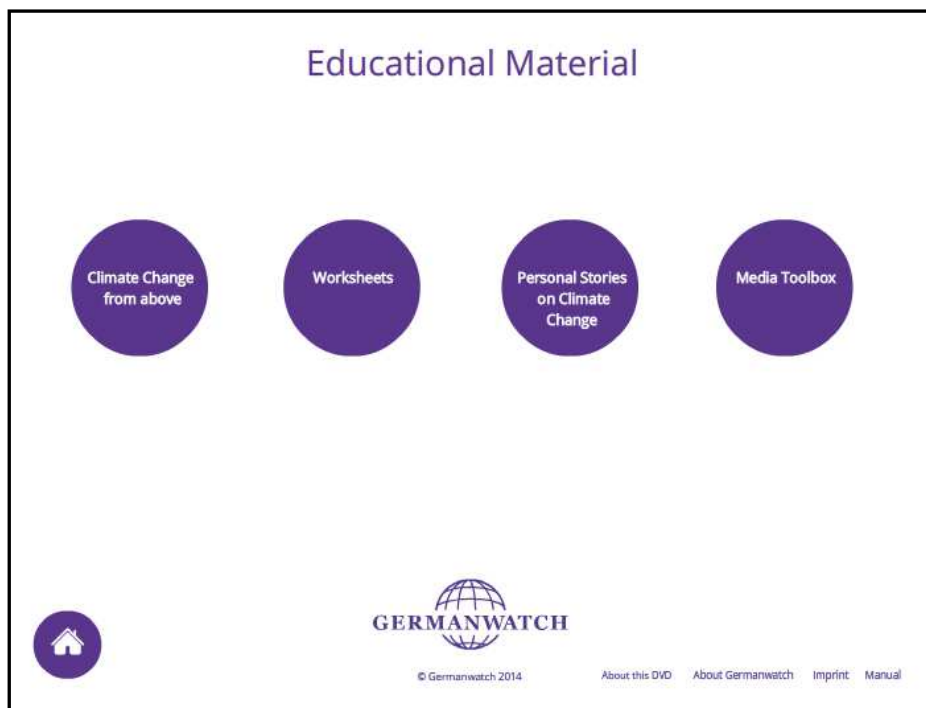 Educational Material
Climate Change
from above
Worksheets
Personal Stories
on Climate
Change
Media Toolbox
GERMANWATCH
© Germanwatch 2014
About this DVD
About Germanwatch
Imprint
Manual